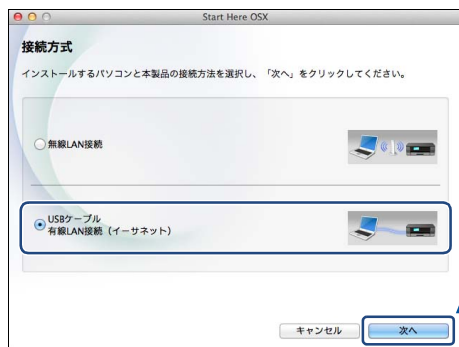 Start Here OSX
接続方式
インストールするパソコンと本製品の接続方法を選択し、「次へ」をクリックしてください。
無線LAN接続
USBケーブル
有線LAN接続（イーサネット）
キャンセル
次へ